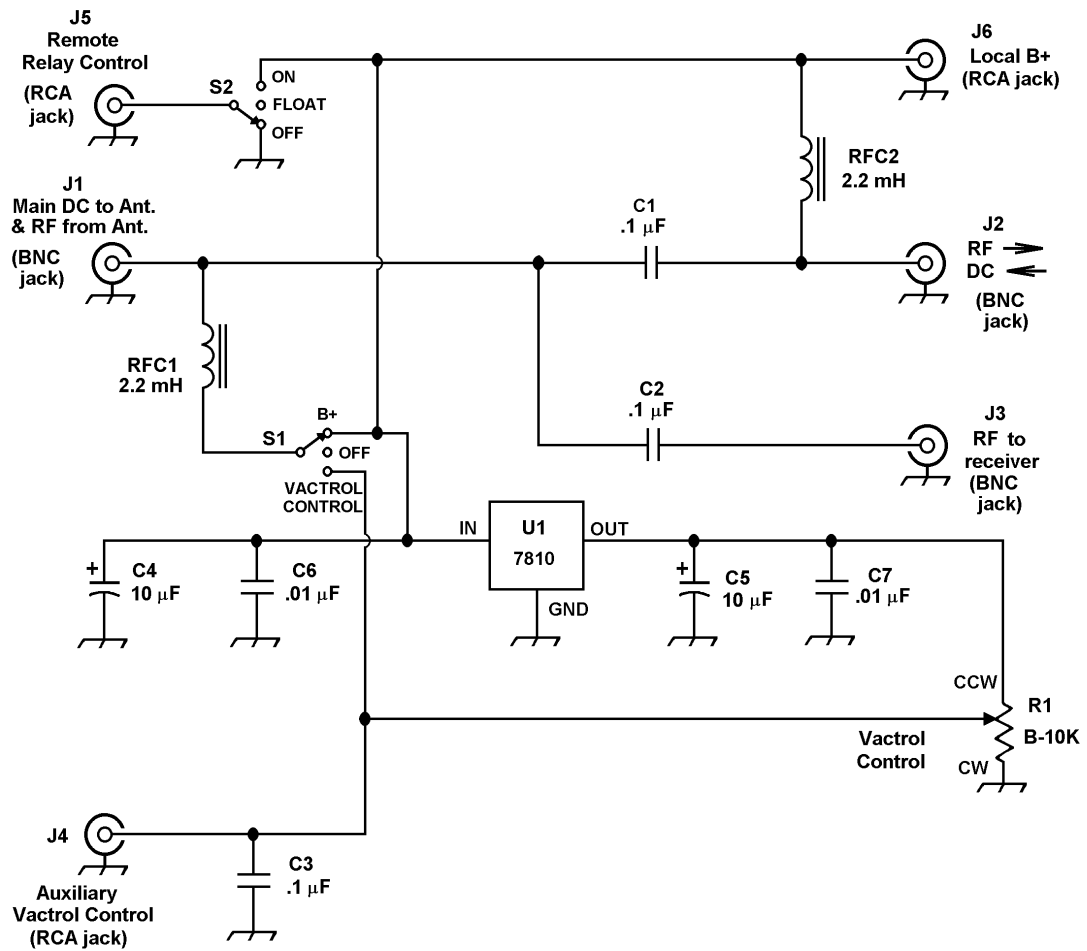 J5
Remote
Relay Control
(RCA
jack)
S2
ON
FLOAT
OFF
J6
Local B+
(RCA jack)
RFC2
2.2 mH
J1
Main DC to Ant.
& RF from Ant.
(BNC
jack)
C1
.1 µF
J2
RF
DC
(BNC
jack)
RFC1
2.2 mH
S1
B+
OFF
VACTROL
CONTROL
C2
.1 µF
J3
RF to
receiver
(BNC
jack)
IN
U1
7810
OUT
GND
+
C4
10 µF
C6
.01 µF
+
C5
10 µF
C7
.01 µF
CCW
R1
B-10K
CW
Vactrol
Control
J4
Auxiliary
Vactrol Control
(RCA jack)
C3
.1 µF